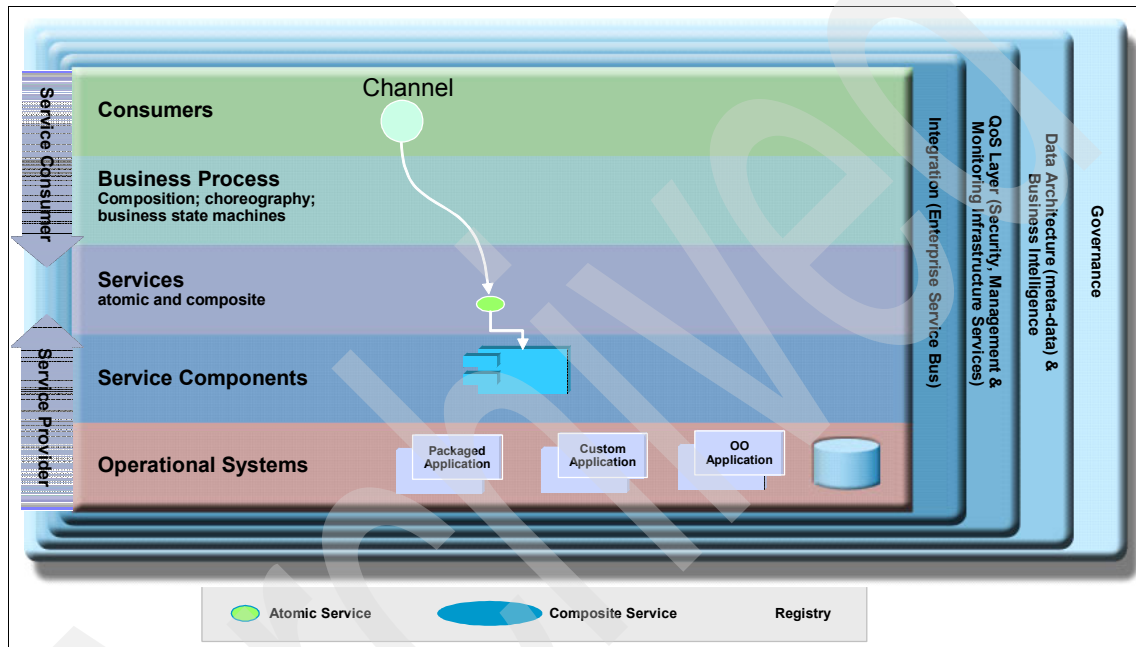 Channel
Consumers
Business Process
Composition; choreography;
business state machines
Services
atomic and composite
Service Components
Operational Systems
Packaged
Application
Custom
Application
OO
Application
Service Consumer
Service Provider
Integration (Enterprise Service Bus)
QoS Layer (Security, Management &
Monitoring Infrastructure Services)
Data Architecture (meta-data) &
Business Intelligence
Governance
Atomic Service
Composite Service
Registry